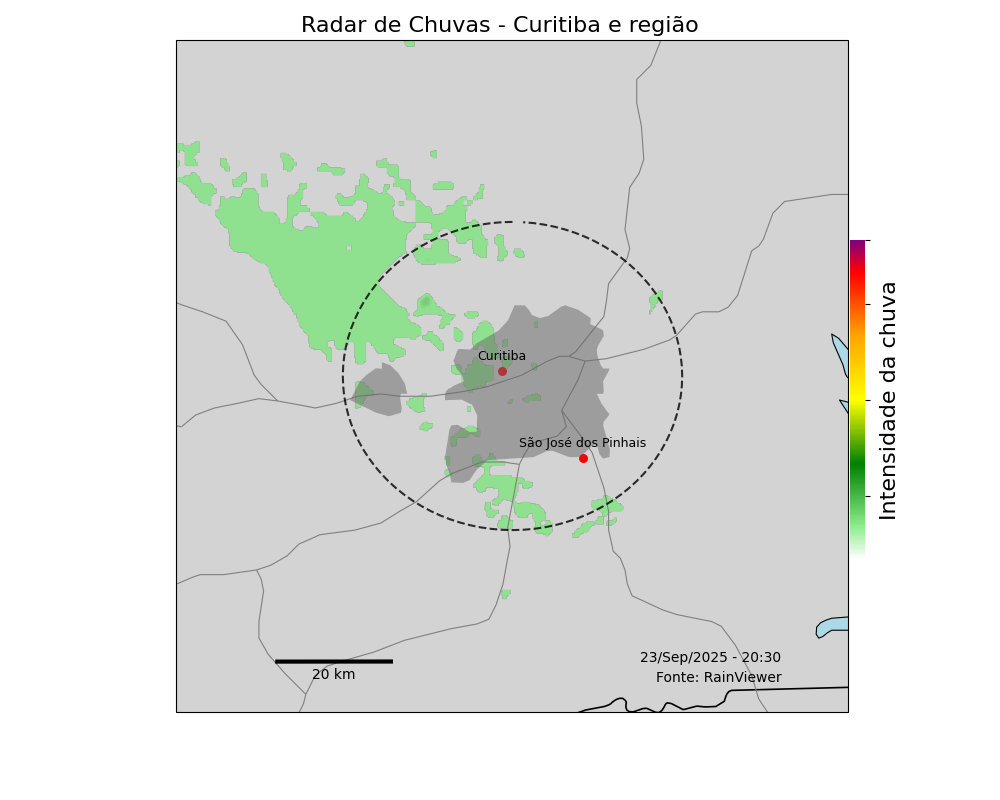 Radar de Chuvas - Curitiba e região
Curitiba
São José dos Pinhais
Intensidade da chuva
23/Sep/2025 - 20:30
Fonte: RainViewer
20 km